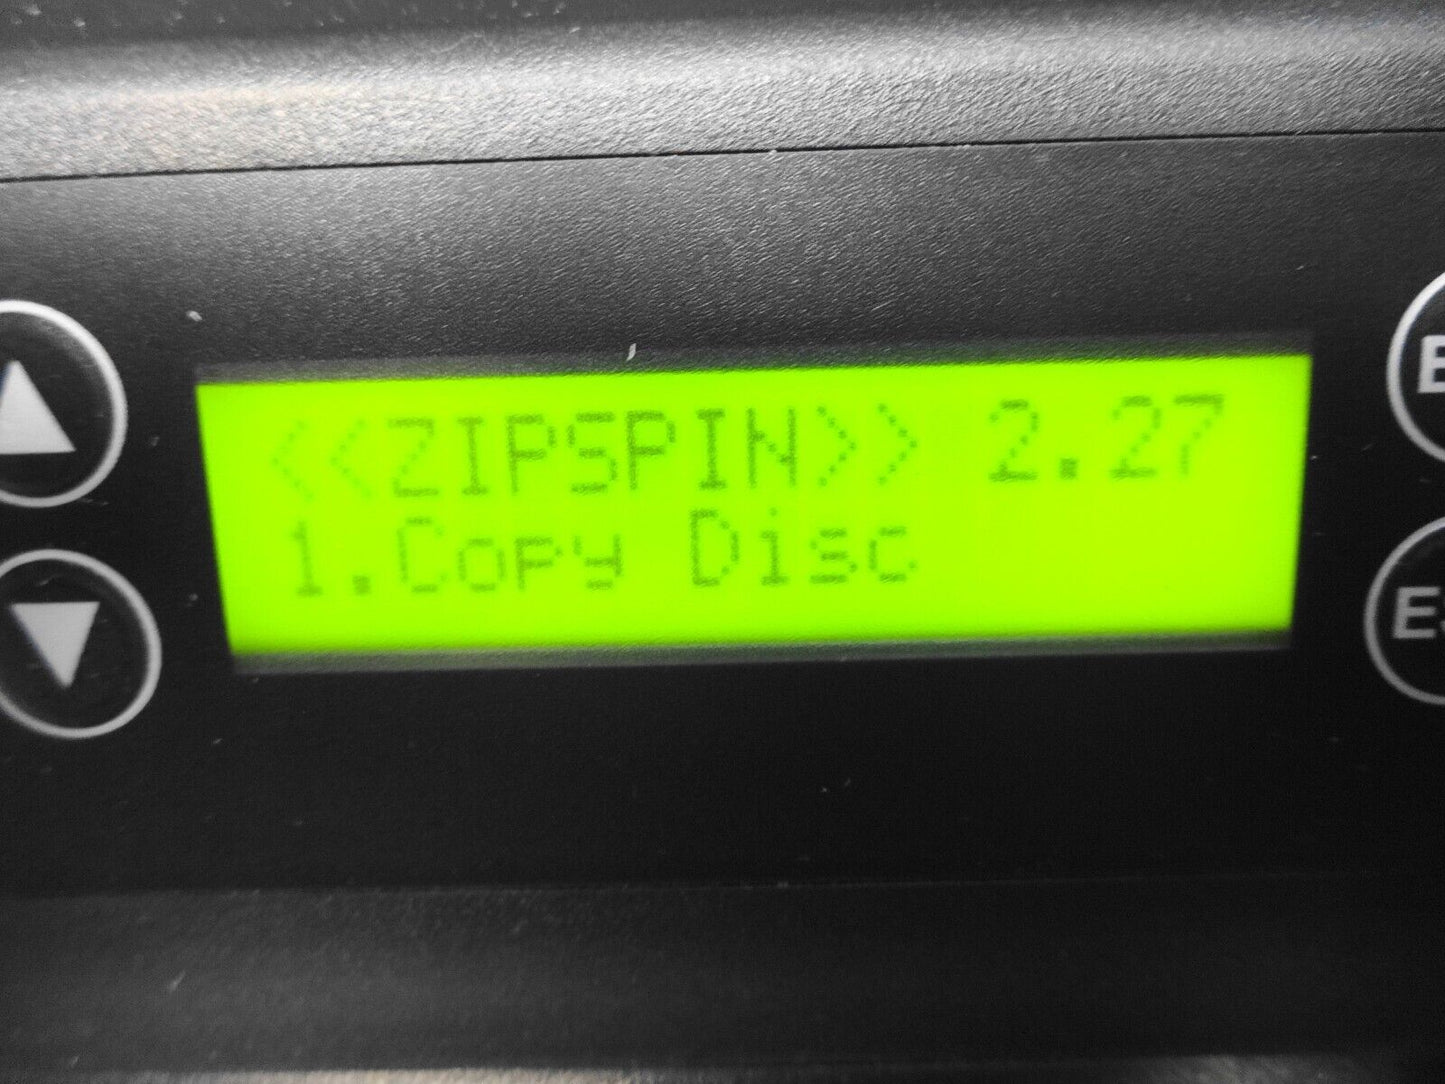 <<ZIPSPIN>> 2.27
1.Copy Disc